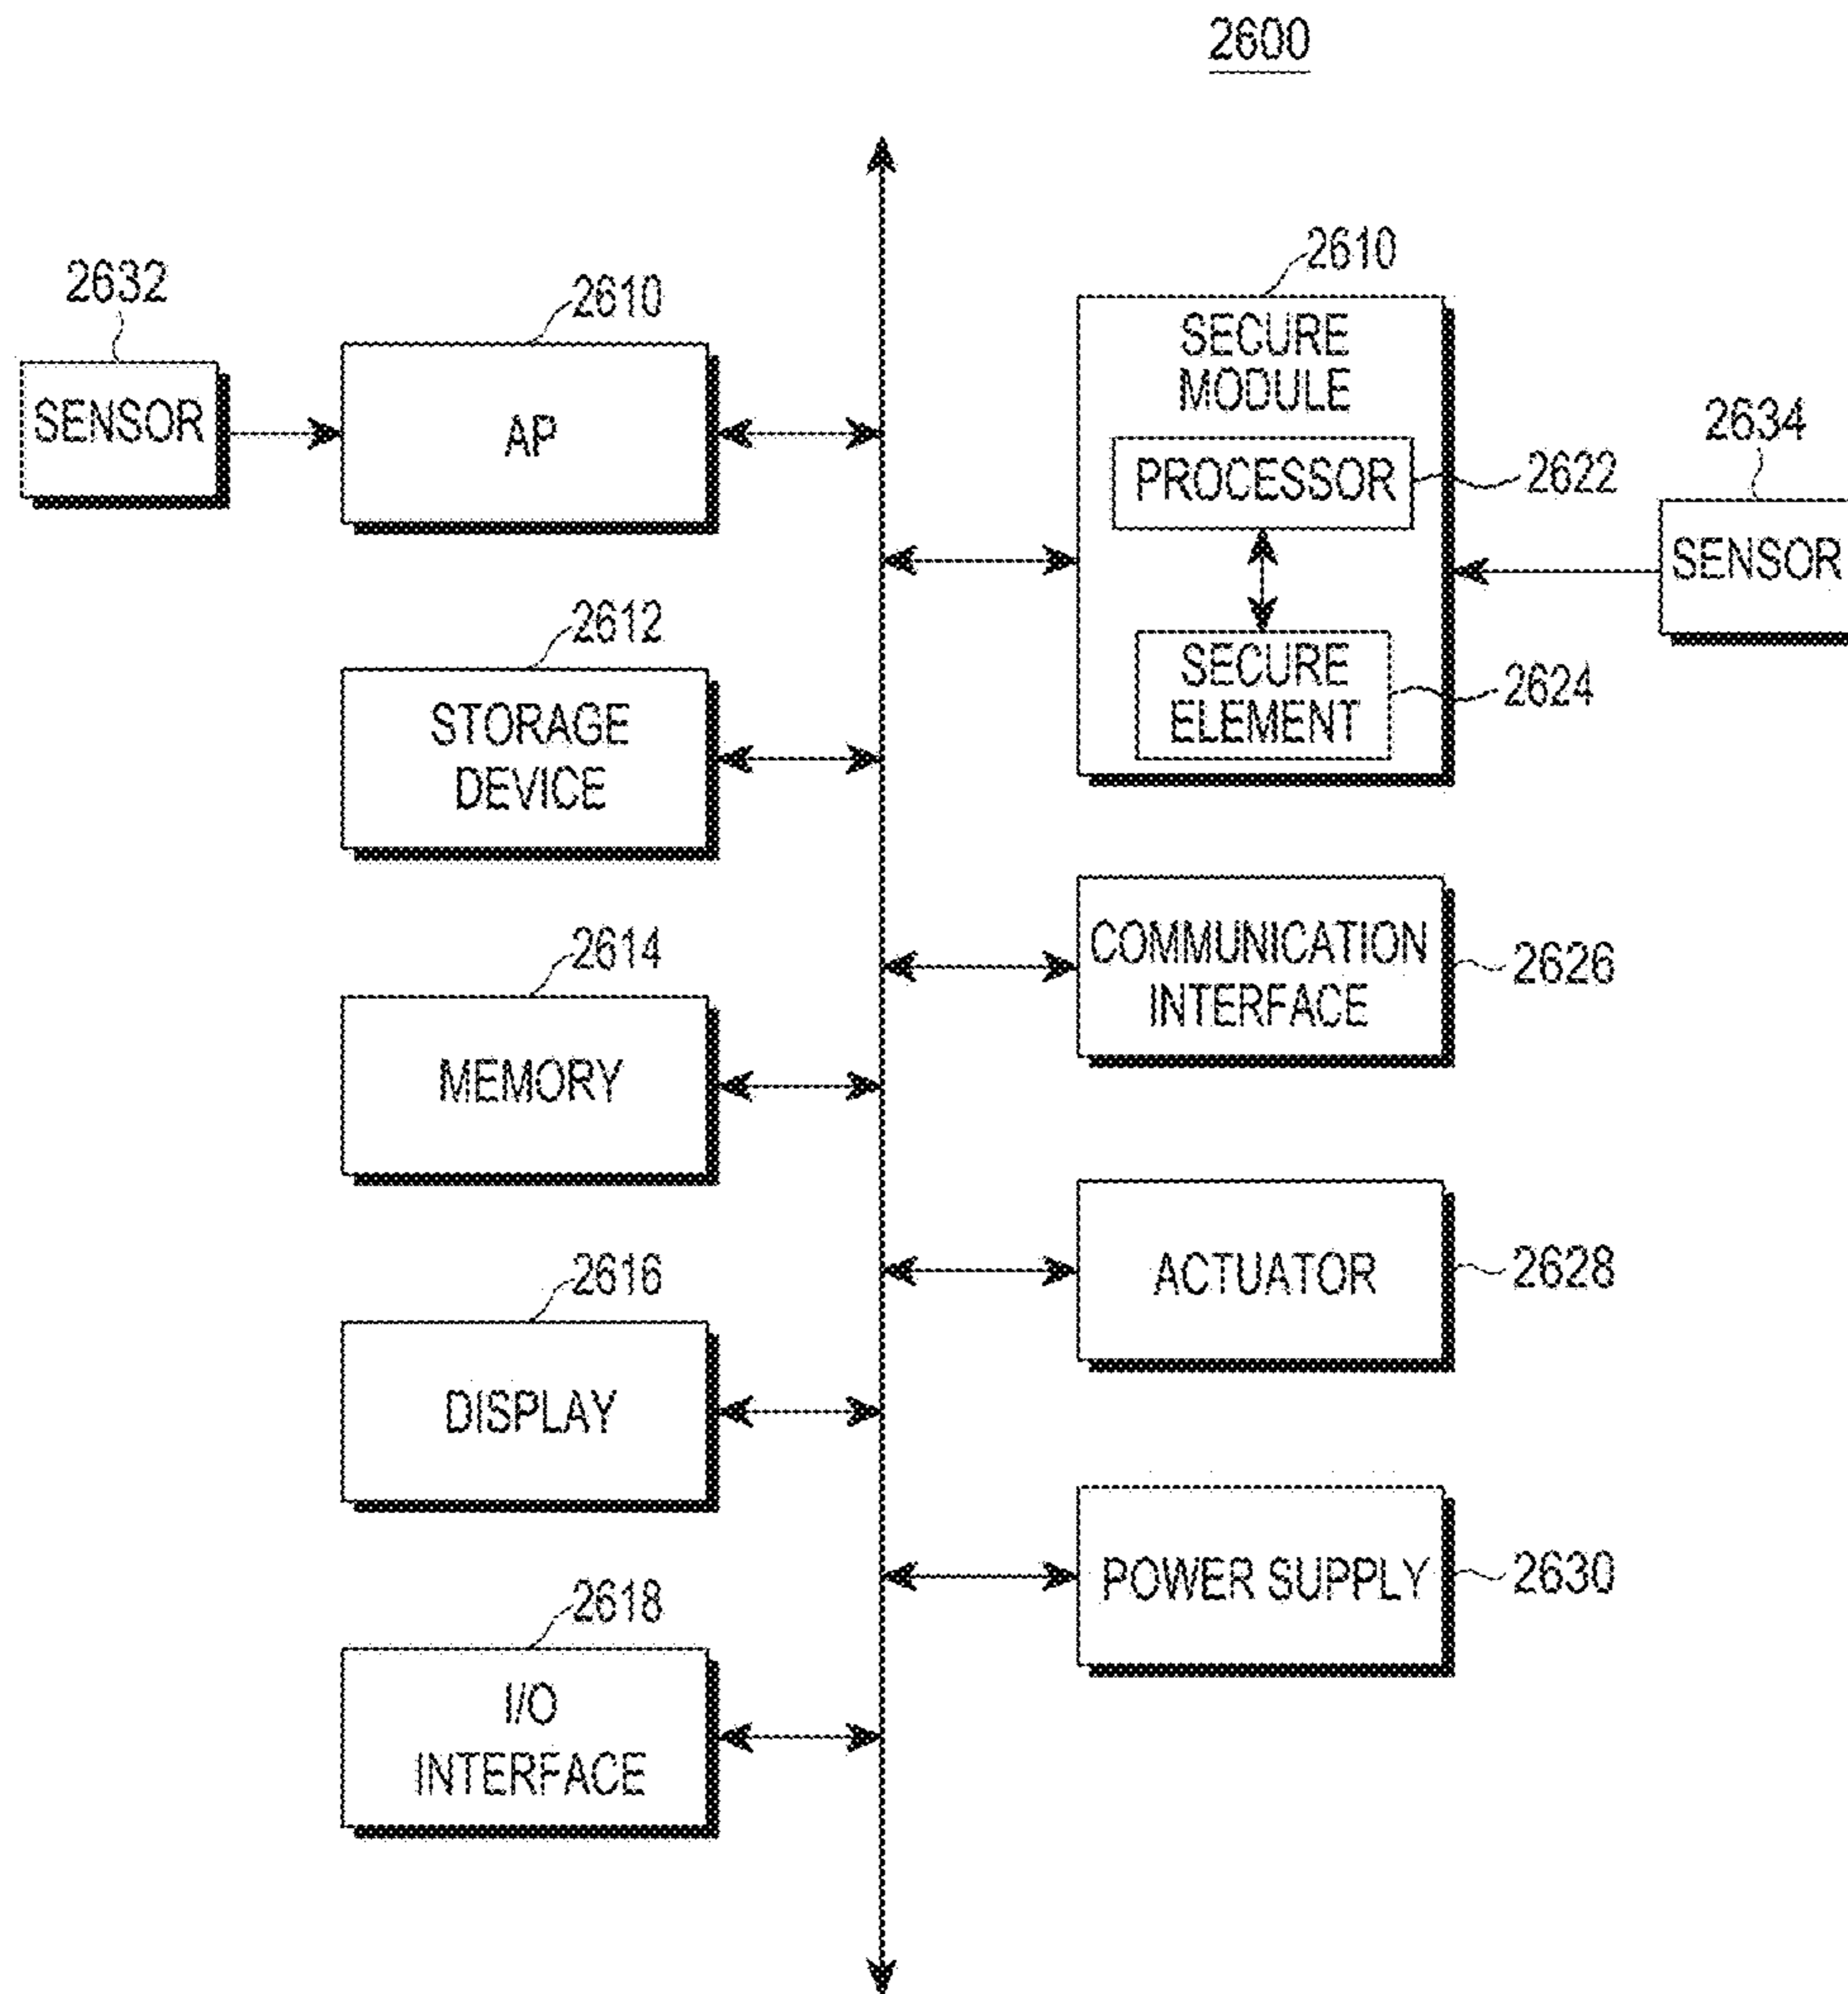 2600
2632
SENSOR
2610
AP
2612
STORAGE
DEVICE
2614
MEMORY
2616
DISPLAY
2618
I/O
INTERFACE
2610
SECURE
MODULE
PROCESSOR
2622
SECURE
ELEMENT
2624
2634
SENSOR
COMMUNICATION
INTERFACE
2626
ACTUATOR
2628
POWER SUPPLY
2630